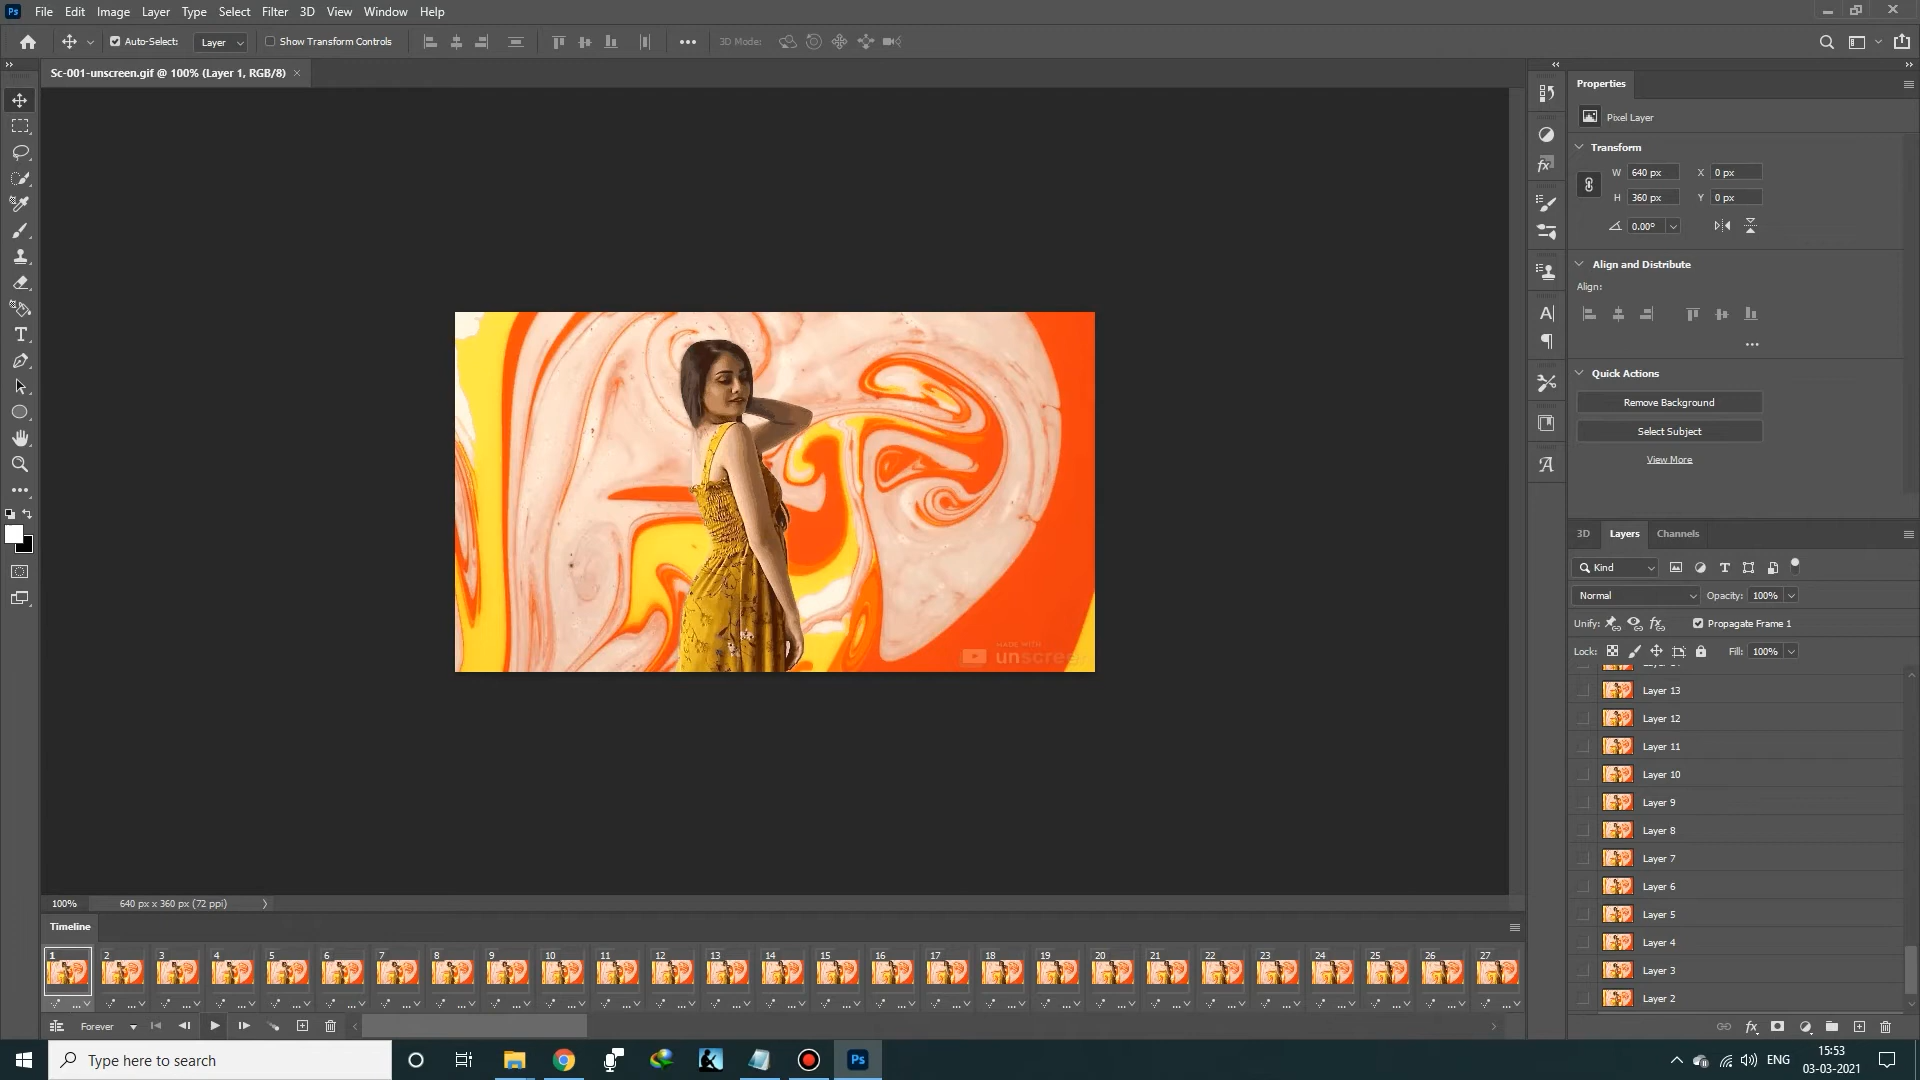 Ps File Edit Image Layer Type Select Filter 3D View Window Help
Auto-Select: Layer Show Transform Controls 3D Mode:
Sc-001-unscreen.gif @ 100% (Layer 1, RGB/8) ×
Properties
Pixel Layer
Transform
W 640 px X 0 px
H 360 px Y 0 px
0.00°
Align and Distribute
Align:
Quick Actions
Remove Background
Select Subject
View More
3D Layers Channels
Kind
Normal Opacity: 100%
Unify: Propagate Frame 1
Lock: Fill: 100%
Layer 13
Layer 12
Layer 11
Layer 10
Layer 9
Layer 8
Layer 7
Layer 6
Layer 5
Layer 4
Layer 3
Layer 2
MADE WITH
unscreen
100% 640 px x 360 px (72 ppi)
Timeline
1 2 3 4 5 6 7 8 9 10 11 12 13 14 15 16 17 18 19 20 21 22 23 24 25 26 27
Forever
Type here to search
Ps
ENG
15:53
03-03-2021